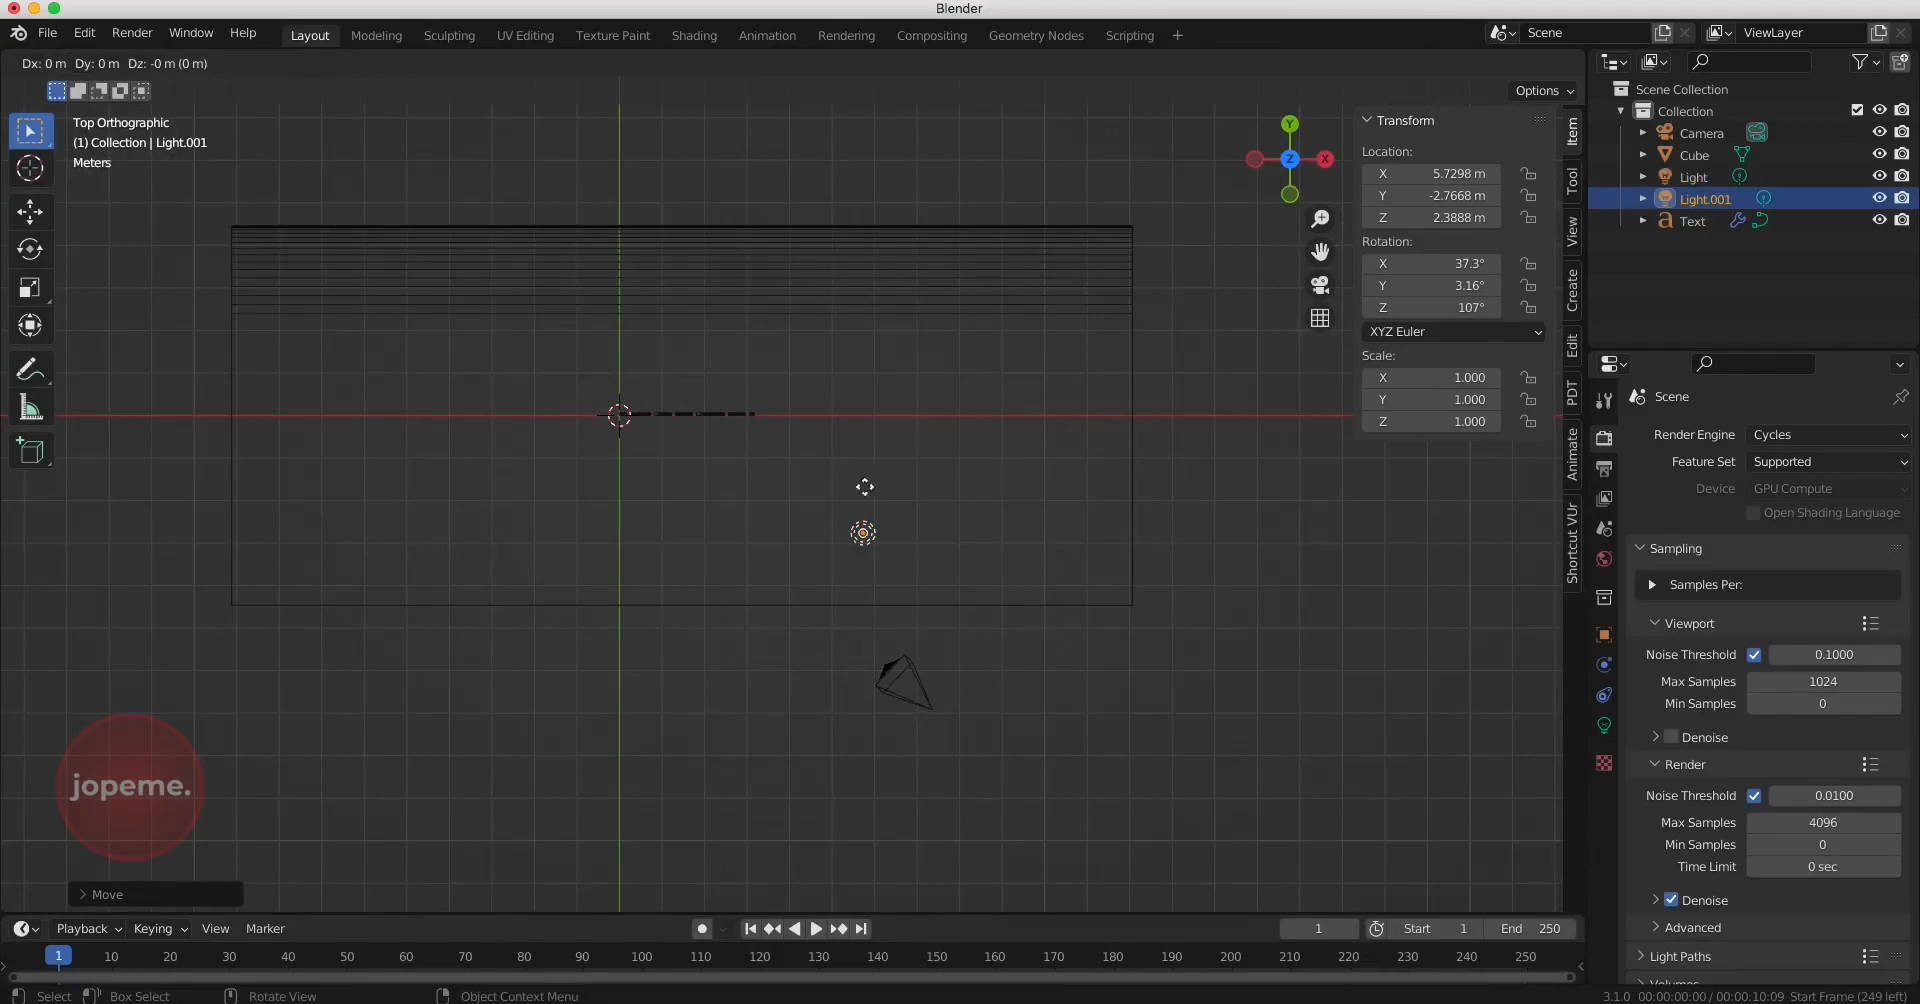 Blender
File Edit Render Window Help
Layout Modeling Sculpting UV Editing Texture Paint Shading Animation Rendering Compositing Geometry Nodes Scripting +
Scene
ViewLayer
Dx: 0 m Dy: 0 m Dz: -0 m (0 m)
Options
Top Orthographic
(1) Collection | Light.001
Meters
Y
Z
X
Transform
Location:
X 5.7298 m
Y -2.7668 m
Z 2.3888 m
Rotation:
X 37.3°
Y 3.16°
Z 107°
XYZ Euler
Scale:
X 1.000
Y 1.000
Z 1.000
Item
Tool
View
Create
Edit
PDT
Animate
Shortcut VUr
Scene Collection
Collection
Camera
Cube
Light
Light.001
Text
Scene
Render Engine Cycles
Feature Set Supported
Device GPU Compute
Open Shading Language
Sampling
Samples Per:
Viewport
Noise Threshold 0.1000
Max Samples 1024
Min Samples 0
Denoise
Render
Noise Threshold 0.0100
Max Samples 4096
Min Samples 0
Time Limit 0 sec
Denoise
Advanced
Light Paths
Volumes
jopeme.
Move
Playback Keying View Marker
1
Start 1
End 250
1 10 20 30 40 50 60 70 80 90 100 110 120 130 140 150 160 170 180 190 200 210 220 230 240 250
Select Box Select Rotate View Object Context Menu
3.1.0 00:00:00:00 / 00:00:10:09 Start Frame (249 left)